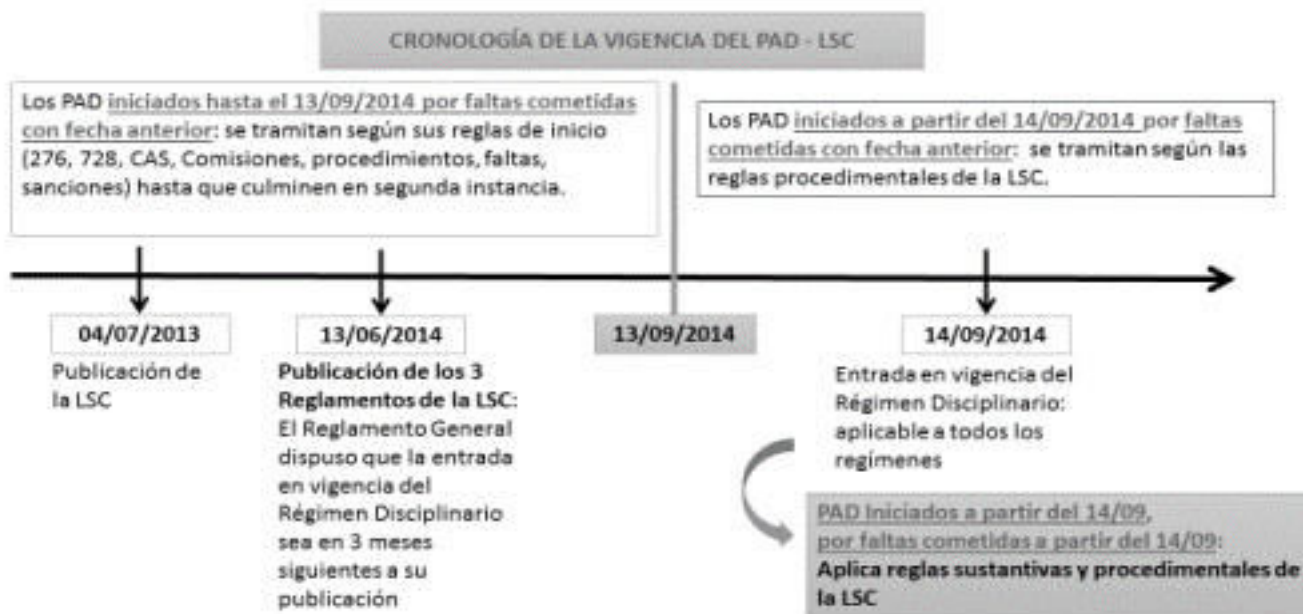 CRONOLOGÍA DE LA VIGENCIA DEL PAD - LSC
Los PAD iniciados hasta el 13/09/2014 por faltas cometidas
con fecha anterior: se tramitan según sus reglas de inicio
(276, 728, CAS, Comisiones, procedimientos, faltas,
sanciones) hasta que culminen en segunda instancia.
Los PAD iniciados a partir del 14/09/2014 por faltas
cometidas con fecha anterior: se tramitan según las
reglas procedimentales de la LSC.
04/07/2013
Publicación de
la LSC
13/06/2014
Publicación de los 3
Reglamentos de la LSC:
El Reglamento General
dispuso que la entrada
en vigencia del
Régimen Disciplinario
sea en 3 meses
siguientes a su
publicación
13/09/2014
14/09/2014
Entrada en vigencia del
Régimen Disciplinario:
aplicable a todos los
regímenes
PAD Iniciados a partir del 14/09,
por faltas cometidas a partir del 14/09:
Aplica reglas sustantivas y procedimentales de
la LSC